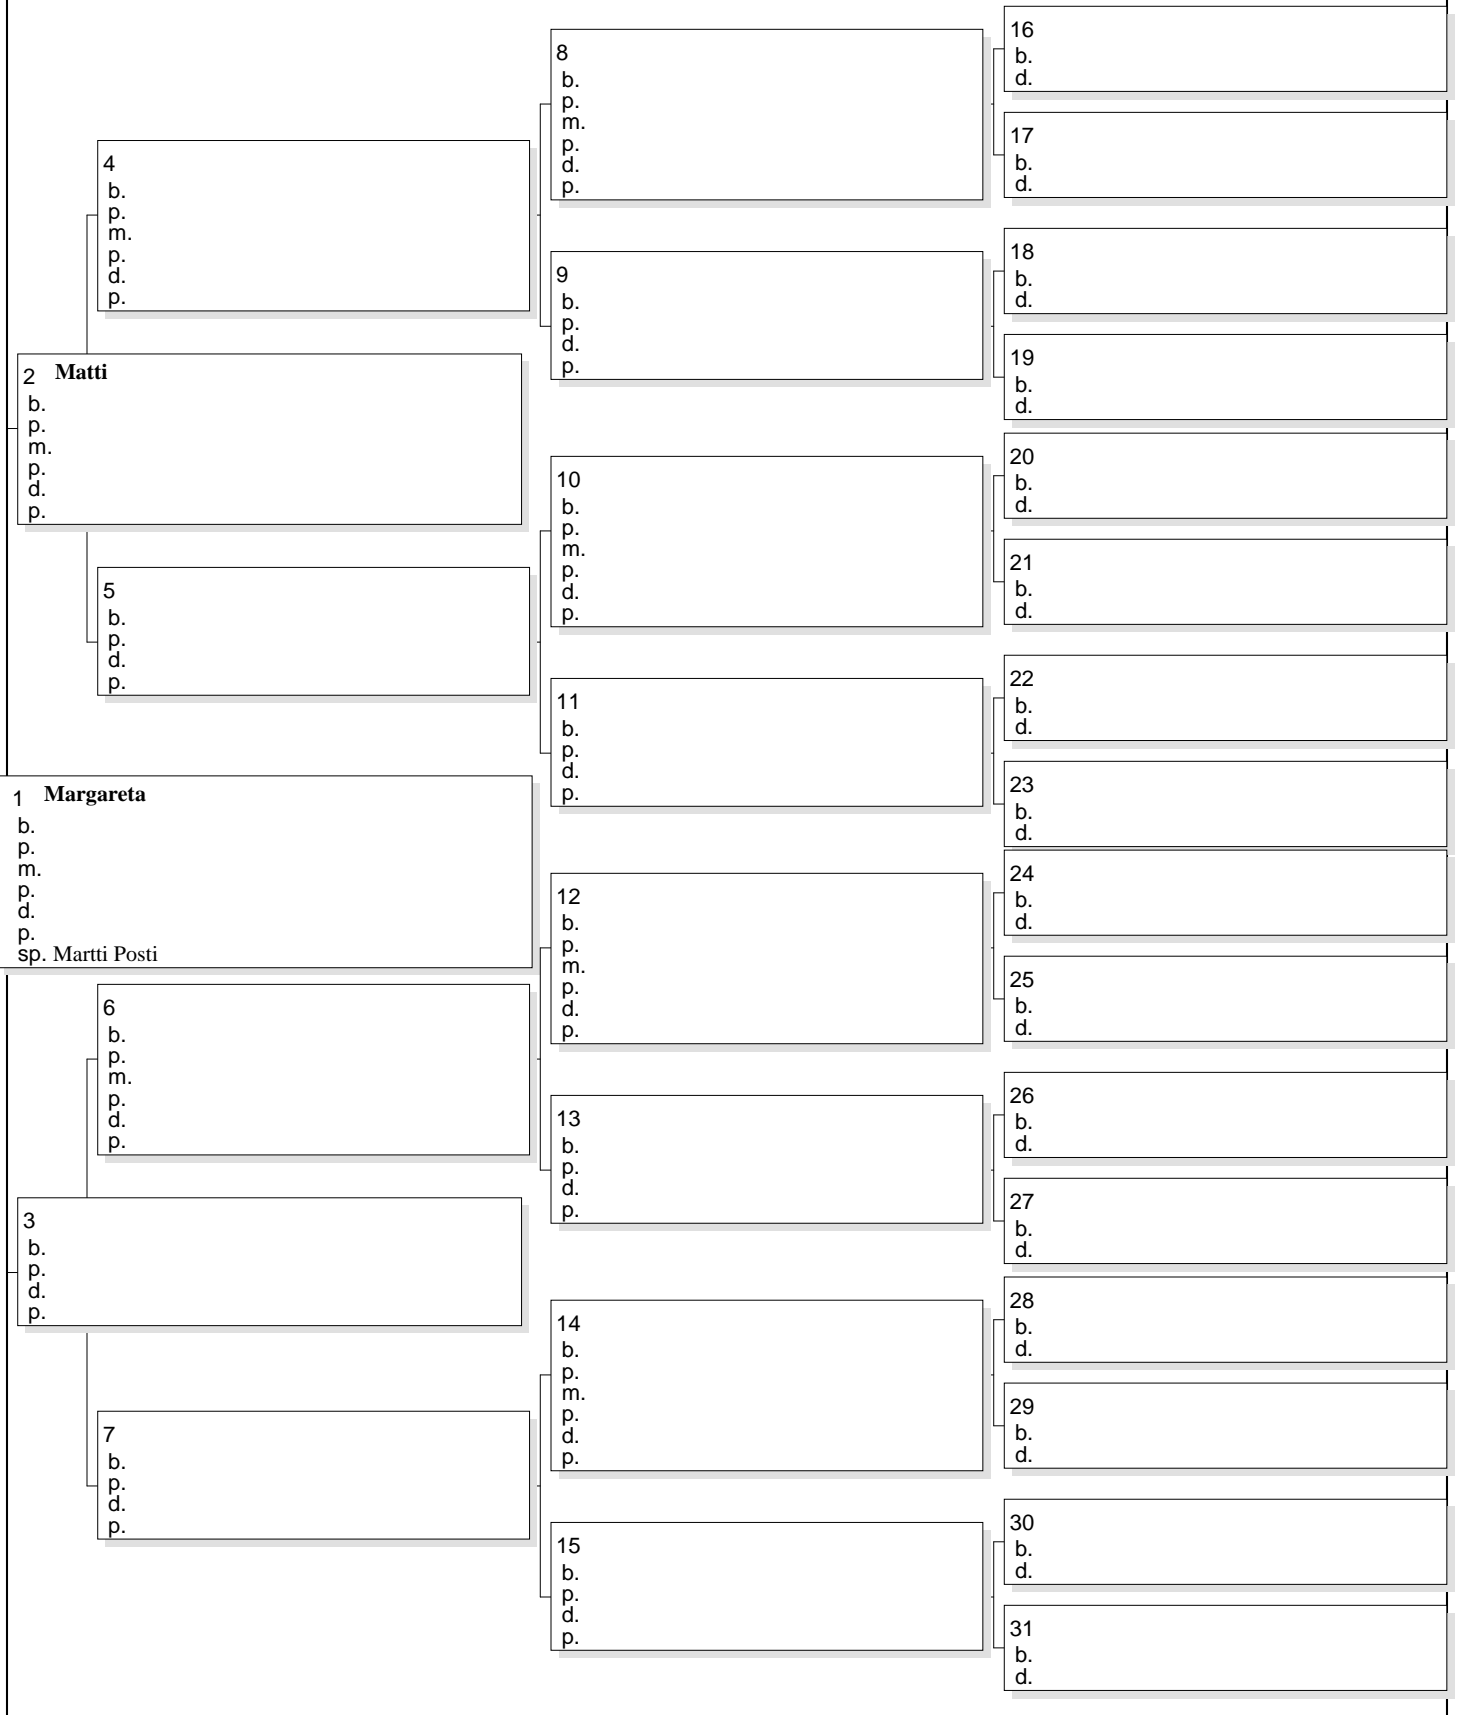 16
b.
d.
8
b.
p.
m.
p.
d.
p.
17
b.
d.
4
b.
p.
m.
p.
d.
p.
18
b.
d.
9
b.
p.
d.
p.
19
b.
d.
2 Matti
b.
p.
m.
p.
d.
p.
20
b.
d.
10
b.
p.
m.
p.
d.
p.
21
b.
d.
5
b.
p.
d.
p.
22
b.
d.
11
b.
p.
d.
p.
23
b.
d.
1 Margareta
b.
p.
m.
p.
d.
p.
sp. Martti Posti
24
b.
d.
12
b.
p.
m.
p.
d.
p.
25
b.
d.
6
b.
p.
m.
p.
d.
p.
26
b.
d.
13
b.
p.
d.
p.
27
b.
d.
3
b.
p.
d.
p.
28
b.
d.
14
b.
p.
m.
p.
d.
p.
29
b.
d.
7
b.
p.
d.
p.
30
b.
d.
15
b.
p.
d.
p.
31
b.
d.